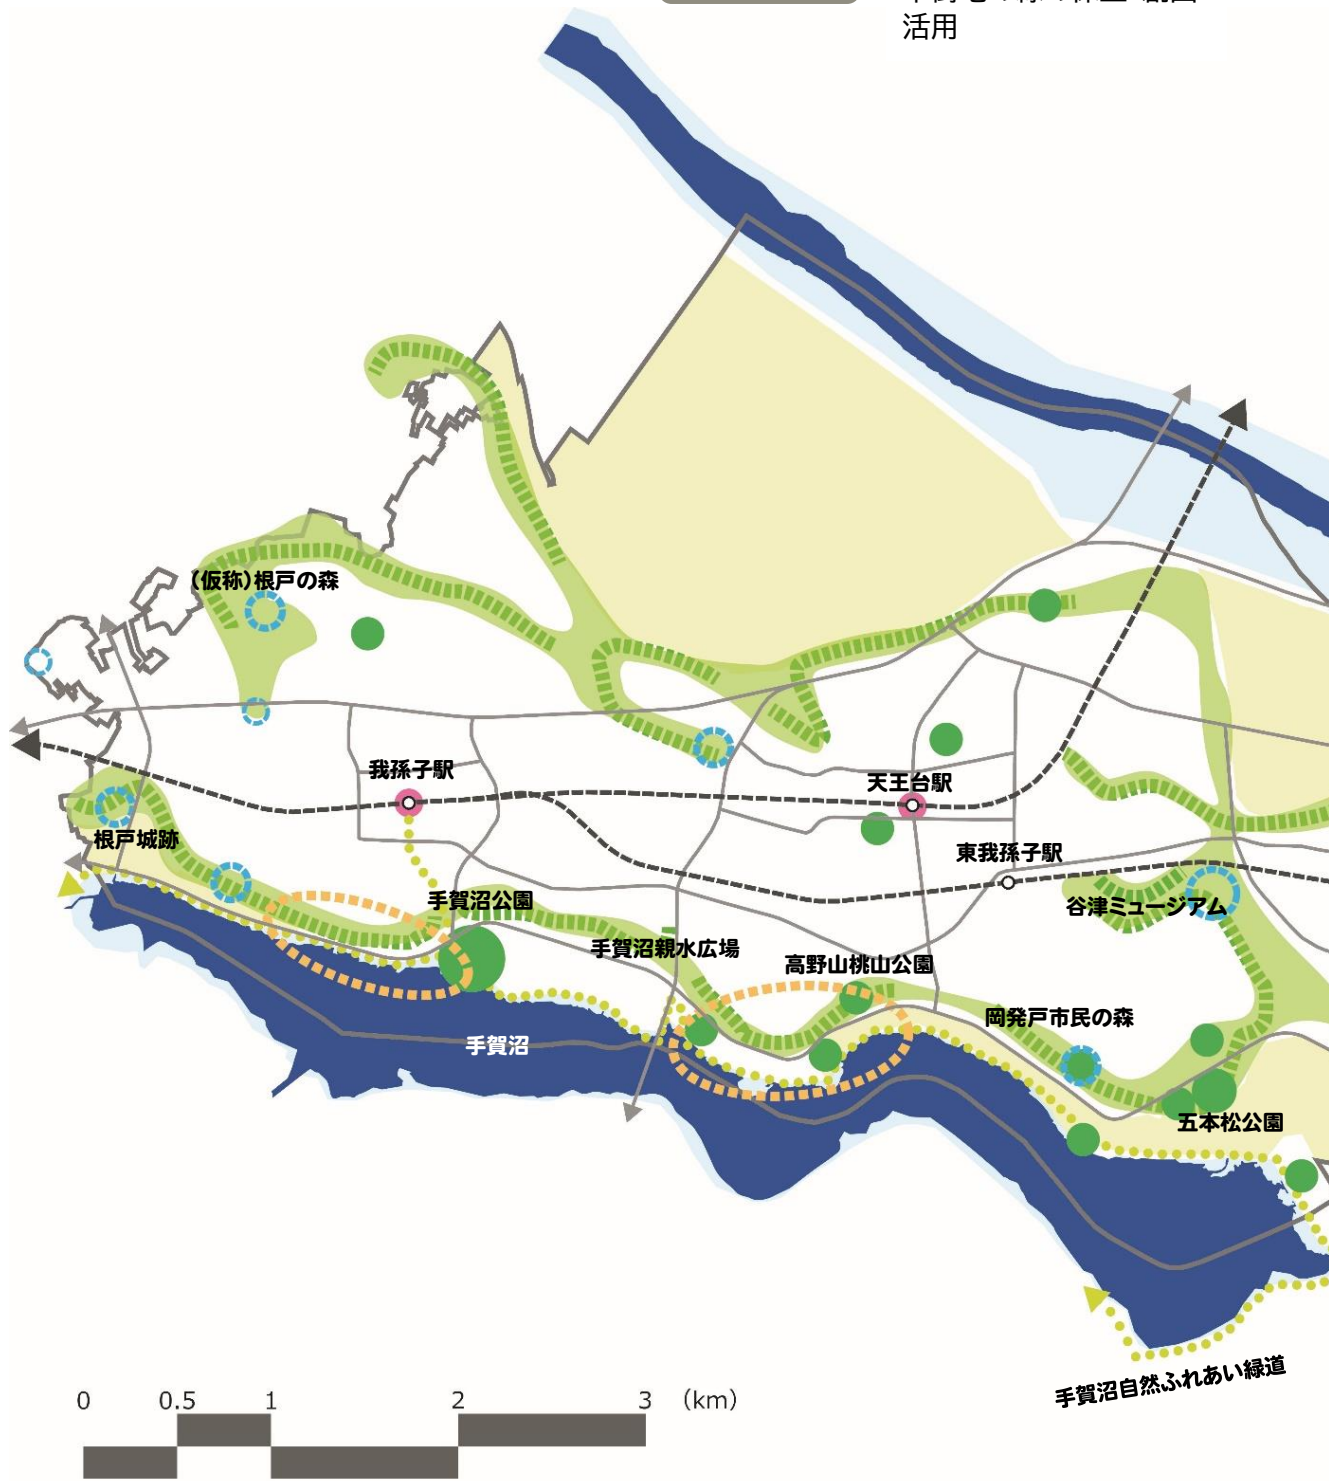 活用
(仮称)根戸の森
我孫子駅
天王台駅
根戸城跡
東我孫子駅
手賀沼公園
谷津ミュージアム
手賀沼親水広場
高野山桃山公園
岡発戸市民の森
手賀沼
五本松公園
手賀沼自然ふれあい緑道
0 0.5 1 2 3 (km)